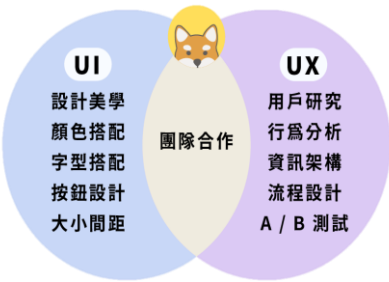 UI
設計美學
顏色搭配
字型搭配
按鈕設計
大小間距
團隊合作
UX
用戶研究
行爲分析
資訊架構
流程設計
A / B 測試